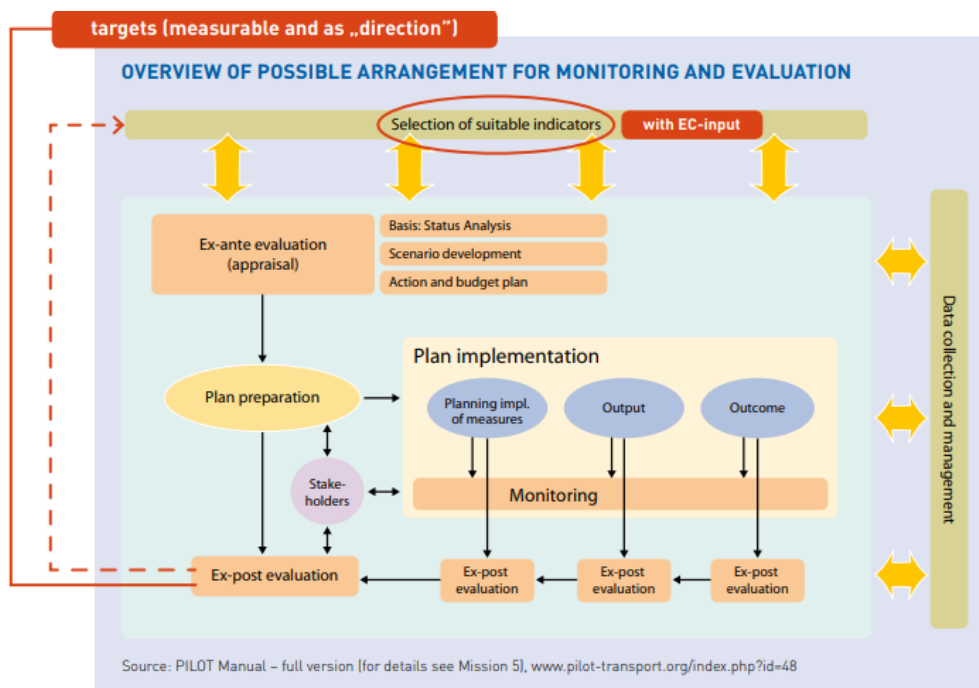 targets (measurable and as „direction”)
OVERVIEW OF POSSIBLE ARRANGEMENT FOR MONITORING AND EVALUATION
Selection of suitable indicators
with EC-input
Ex-ante evaluation
(appraisal)
Basis: Status Analysis
Scenario development
Action and budget plan
Data collection and management
Plan implementation
Plan preparation
Planning impl.
of measures
Output
Outcome
Stake-
holders
Monitoring
Ex-post evaluation
Ex-post
evaluation
Ex-post
evaluation
Ex-post
evaluation
Source: PILOT Manual – full version (for details see Mission 5), www.pilot-transport.org/index.php?id=48